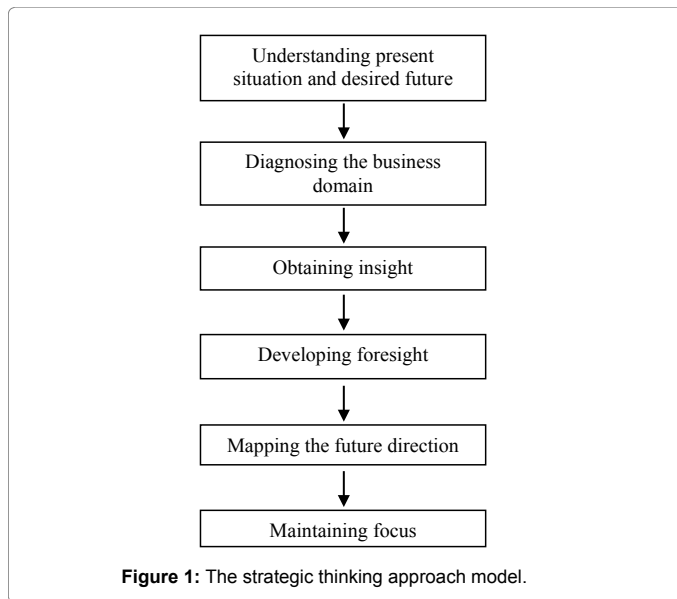 Understanding present
situation and desired future
Diagnosing the business
domain
Obtaining insight
Developing foresight
Mapping the future direction
Maintaining focus
Figure 1: The strategic thinking approach model.